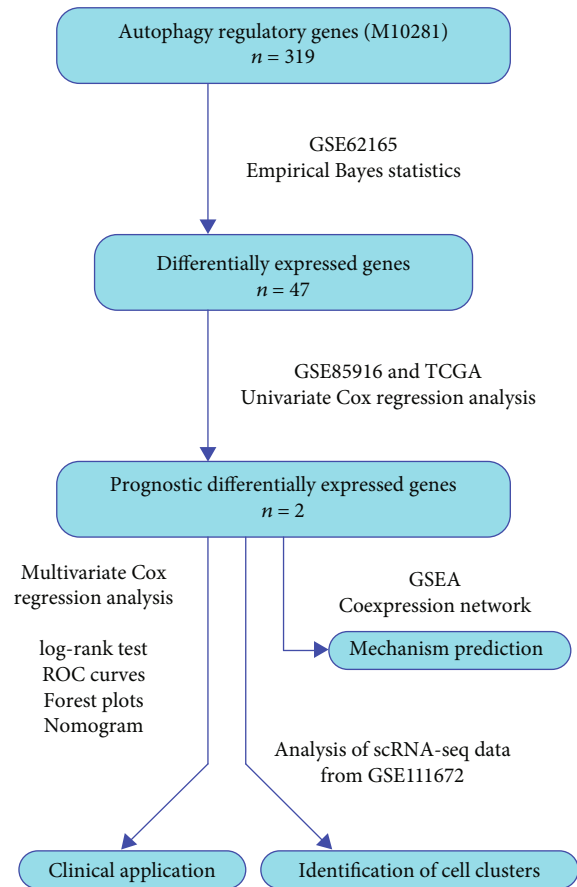 Autophagy regulatory genes (M10281)
n = 319
GSE62165
Empirical Bayes statistics
Differentially expressed genes
n = 47
GSE85916 and TCGA
Univariate Cox regression analysis
Prognostic differentially expressed genes
n = 2
Multivariate Cox
regression analysis
log-rank test
ROC curves
Forest plots
Nomogram
GSEA
Coexpression network
Mechanism prediction
Analysis of scRNA-seq data
from GSE111672
Clinical application
Identification of cell clusters